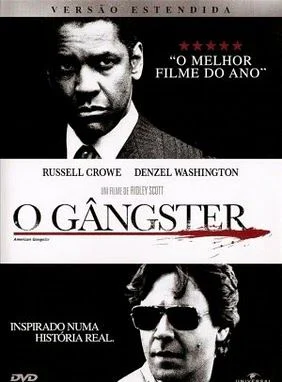 VERSÃO ESTENDIDA
"O MELHOR
FILME DO ANO"
RUSSELL CROWE DENZEL WASHINGTON
UM FILME DE RIDLEY SCOTT
O GÂNGSTER
American Gangster
INSPIRADO NUMA
HISTÓRIA REAL.
DVD
UNIVERSAL